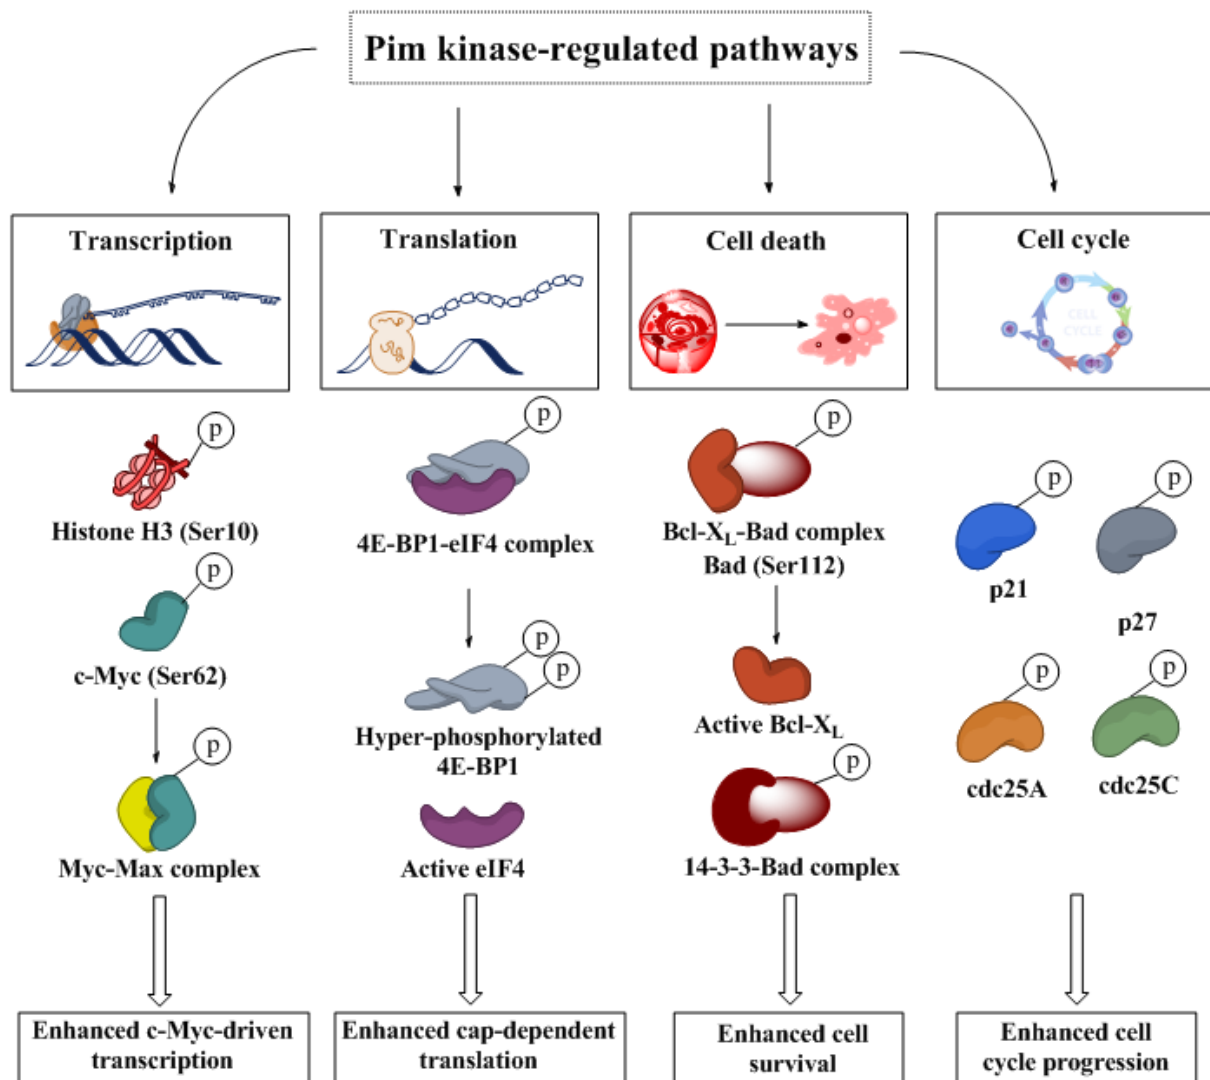 Pim kinase-regulated pathways
Transcription
Translation
Cell death
Cell cycle
CELL
CYCLE
p
Histone H3 (Ser10)
p
c-Myc (Ser62)
p
Myc-Max complex
Enhanced c-Myc-driven
transcription
p
4E-BP1-eIF4 complex
p
p
Hyper-phosphorylated
4E-BP1
Active eIF4
Enhanced cap-dependent
translation
p
Bcl-XL-Bad complex
Bad (Ser112)
Active Bcl-XL
p
14-3-3-Bad complex
Enhanced cell
survival
p
p21
p
p27
p
cdc25A
p
cdc25C
Enhanced cell
cycle progression